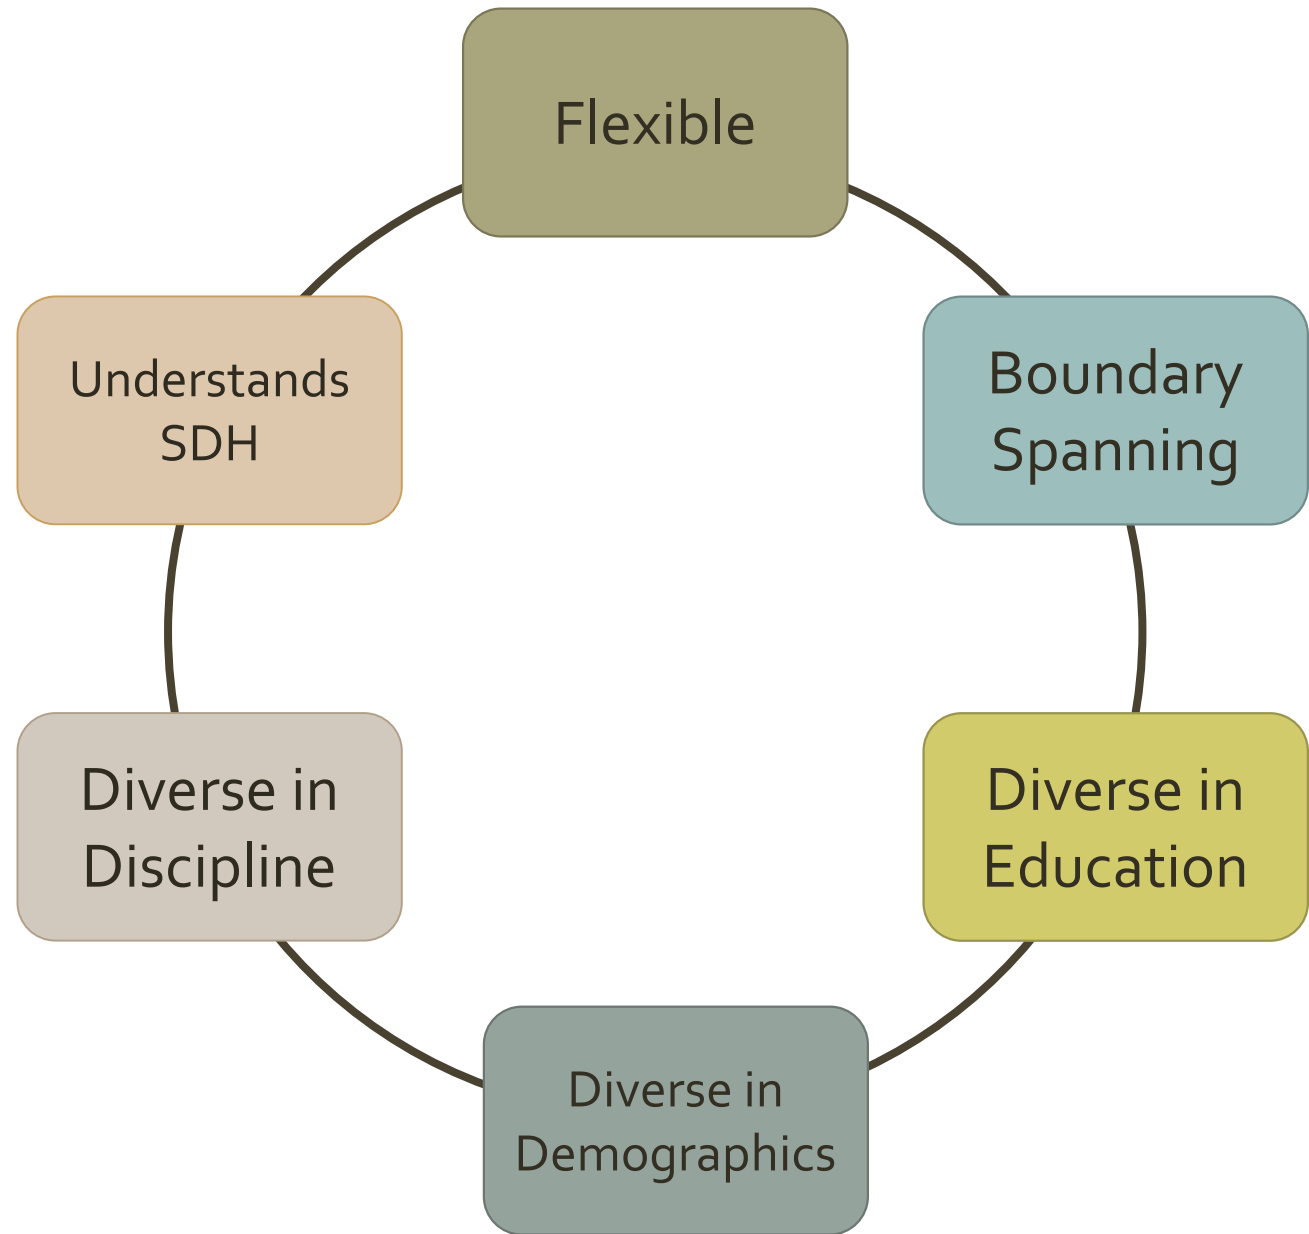 Flexible
Understands
SDH
Boundary
Spanning
Diverse in
Discipline
Diverse in
Education
Diverse in
Demographics